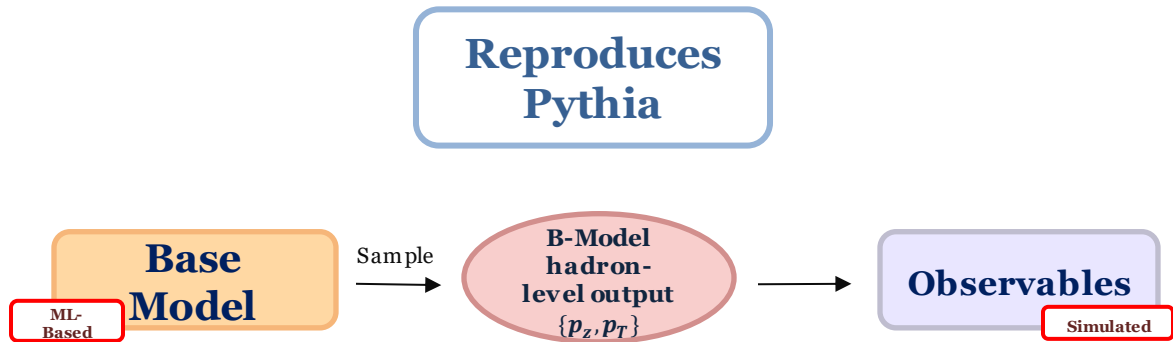 Reproduces
Pythia
Base
Model
ML-
Based
Sample
B-Model
hadron-
level output
{p_z, p_T}
Observables
Simulated